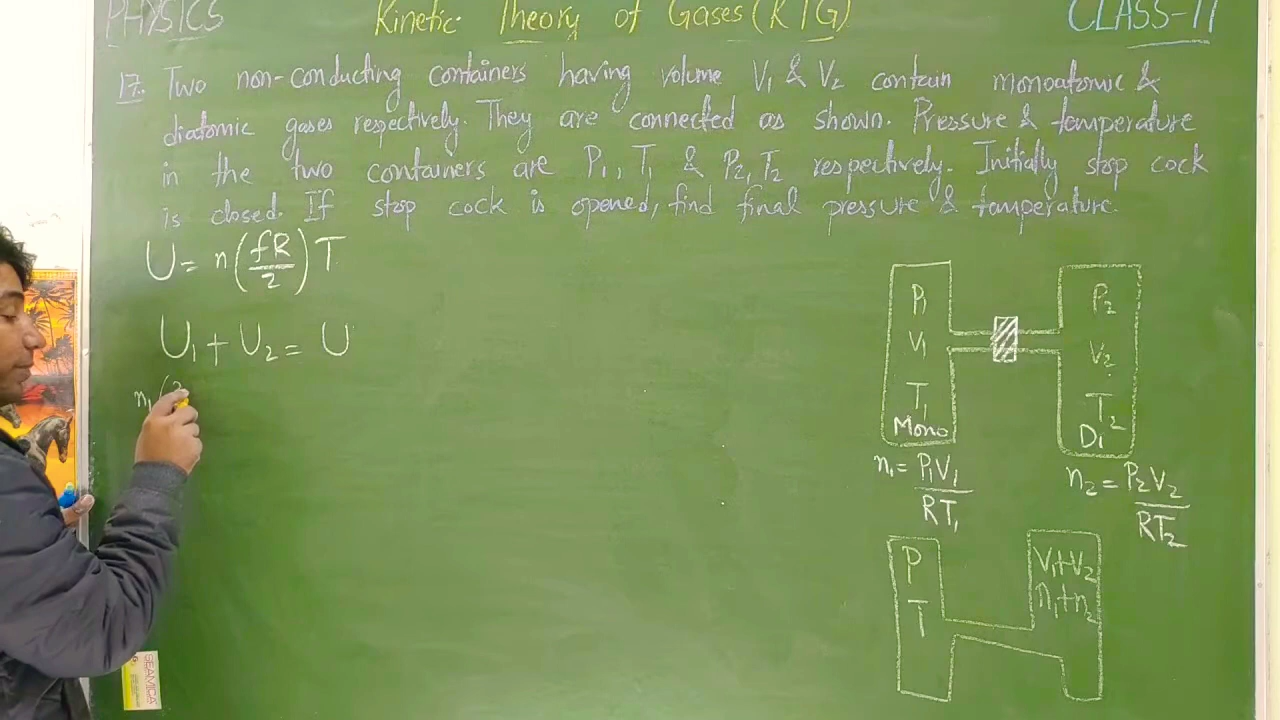 PHYSICS Kinetic Theory of Gases (KTG) CLASS-11
17. Two non-conducting containers having volume V₁ & V₂ contain monoatomic &
diatomic gases respectively. They are connected as shown. Pressure & temperature
in the two containers are P₁, T₁ & P₂, T₂ respectively. Initially stop cock
is closed. If stop cock is opened, find final pressure & temperature.
U = n(fR/2)T
U₁ + U₂ = U
n₁(3
P₁
V₁
T₁
Mono
P₂
V₂
T₂
Di
n₁ = P₁V₁/RT₁
n₂ = P₂V₂/RT₂
P
T
V₁+V₂
n₁+n₂
GEAMICA